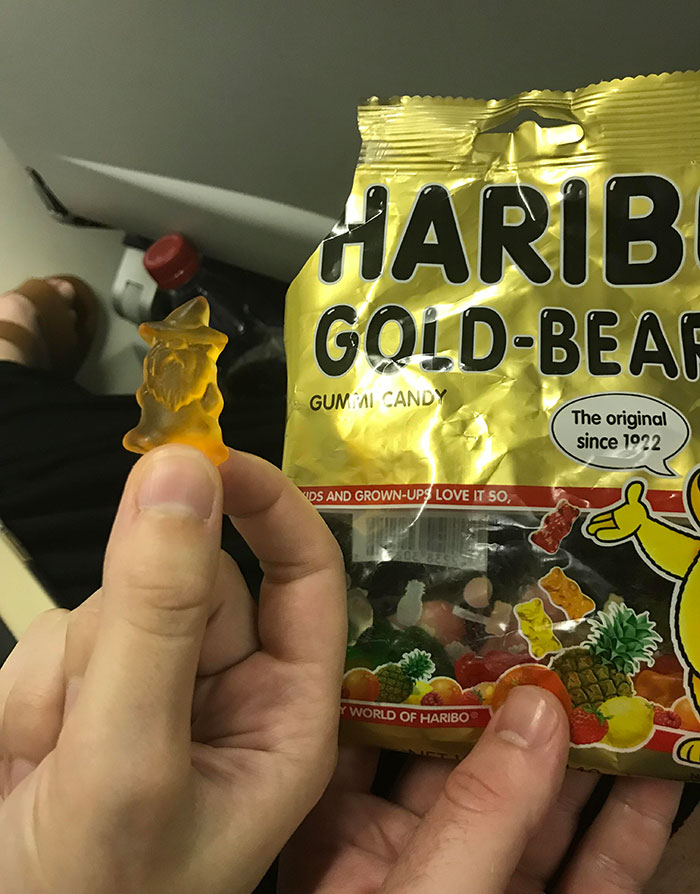 HARIB
GOLD-BEAR
GUMMI CANDY
The original
since 1922
IDS AND GROWN-UPS LOVE IT SO,
Y WORLD OF HARIBO
NET